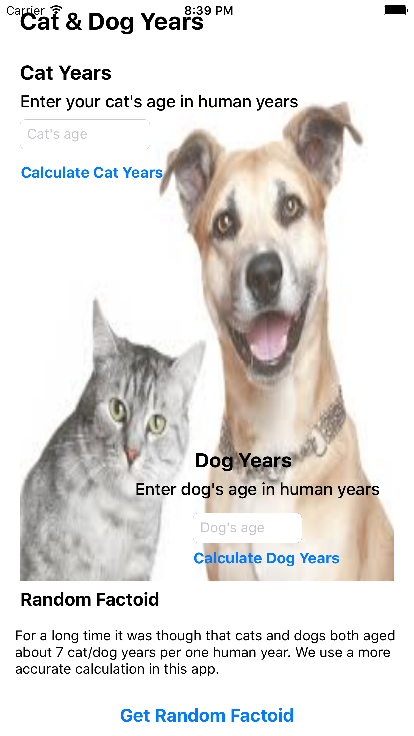 Carrier 8:39 PM
Cat & Dog Years
Cat Years
Enter your cat's age in human years
Cat's age
Calculate Cat Years
Dog Years
Enter dog's age in human years
Dog's age
Calculate Dog Years
Random Factoid
For a long time it was though that cats and dogs both aged
about 7 cat/dog years per one human year. We use a more
accurate calculation in this app.
Get Random Factoid